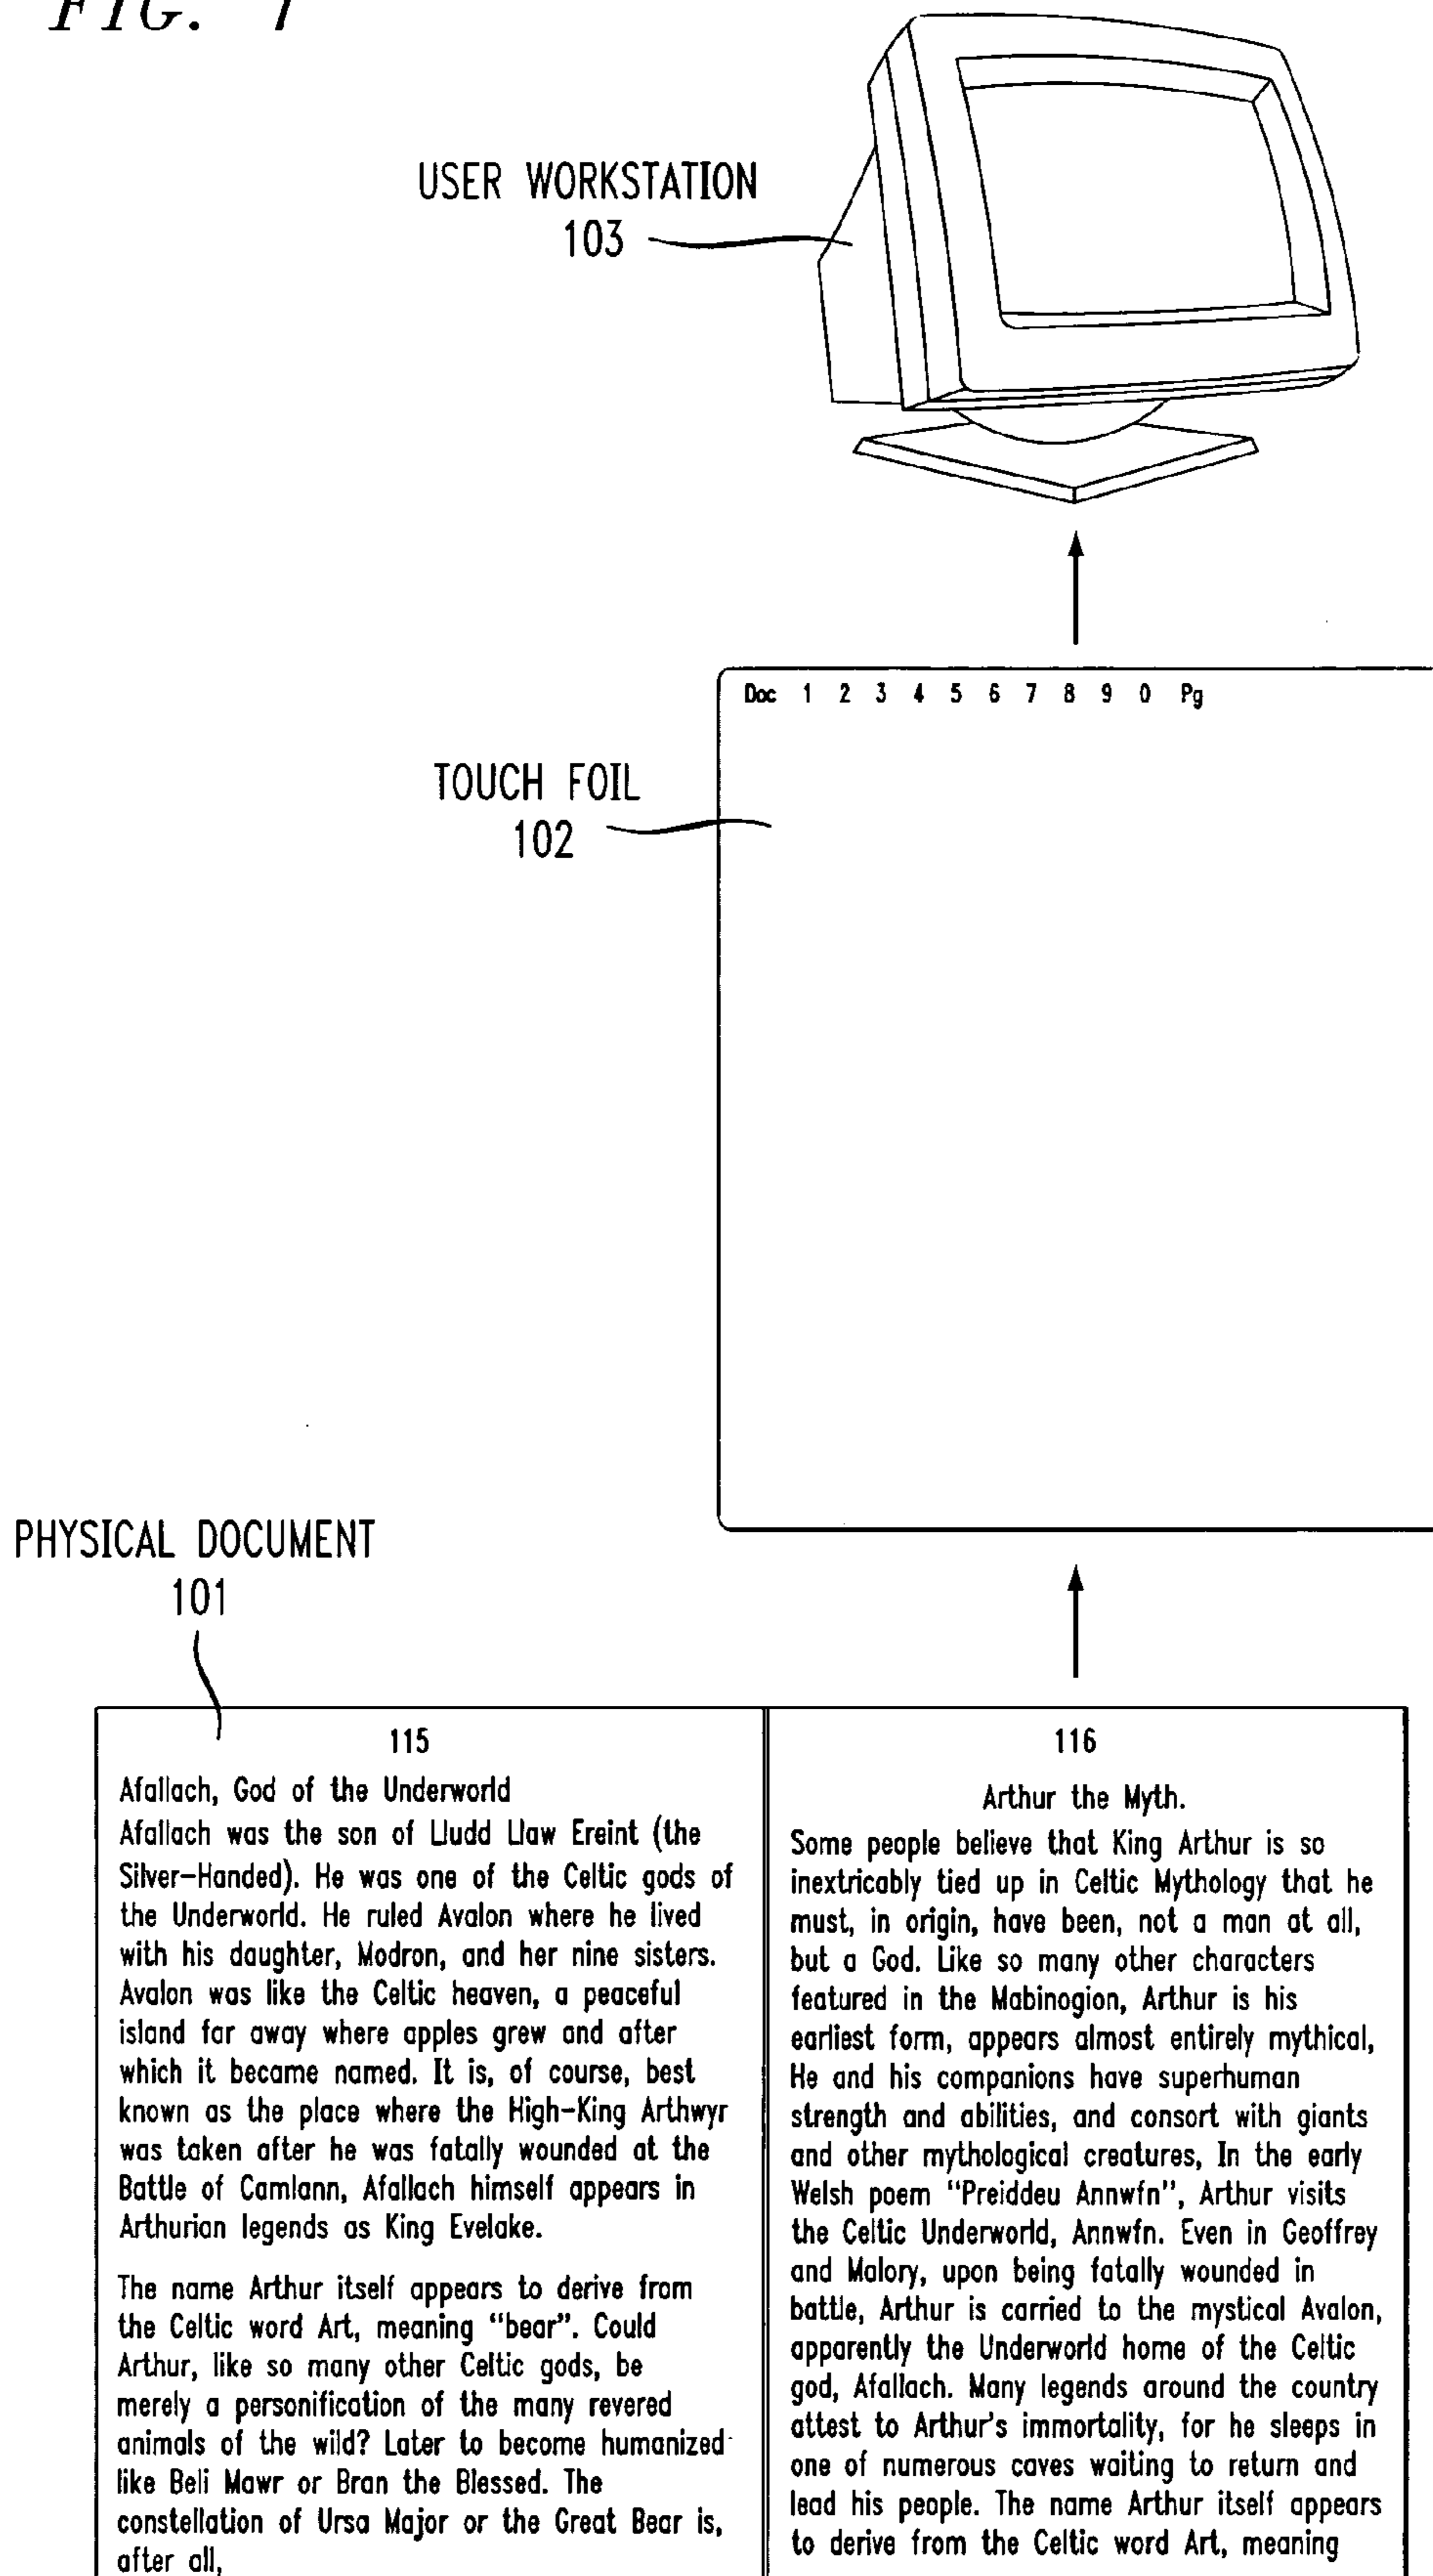 FIG. 1
USER WORKSTATION
103
Doc 1 2 3 4 5 6 7 8 9 0 Pg
TOUCH FOIL
102
PHYSICAL DOCUMENT
101
115
Afallach, God of the Underworld
Afallach was the son of Lludd Llaw Ereint (the
Silver-Handed). He was one of the Celtic gods of
the Underworld. He ruled Avalon where he lived
with his daughter, Modron, and her nine sisters.
Avalon was like the Celtic heaven, a peaceful
island far away where apples grew and after
which it became named. It is, of course, best
known as the place where the High-King Arthwyr
was taken after he was fatally wounded at the
Battle of Camlann, Afallach himself appears in
Arthurian legends as King Evelake.
The name Arthur itself appears to derive from
the Celtic word Art, meaning “bear”. Could
Arthur, like so many other Celtic gods, be
merely a personification of the many revered
animals of the wild? Later to become humanized
like Beli Mawr or Bran the Blessed. The
constellation of Ursa Major or the Great Bear is,
after all,
116
Arthur the Myth.
Some people believe that King Arthur is so
inextricably tied up in Celtic Mythology that he
must, in origin, have been, not a man at all,
but a God. Like so many other characters
featured in the Mabinogion, Arthur is his
earliest form, appears almost entirely mythical,
He and his companions have superhuman
strength and abilities, and consort with giants
and other mythological creatures, In the early
Welsh poem “Preiddeu Annwfn”, Arthur visits
the Celtic Underworld, Annwfn. Even in Geoffrey
and Malory, upon being fatally wounded in
battle, Arthur is carried to the mystical Avalon,
apparently the Underworld home of the Celtic
god, Afallach. Many legends around the country
attest to Arthur's immortality, for he sleeps in
one of numerous caves waiting to return and
lead his people. The name Arthur itself appears
to derive from the Celtic word Art, meaning